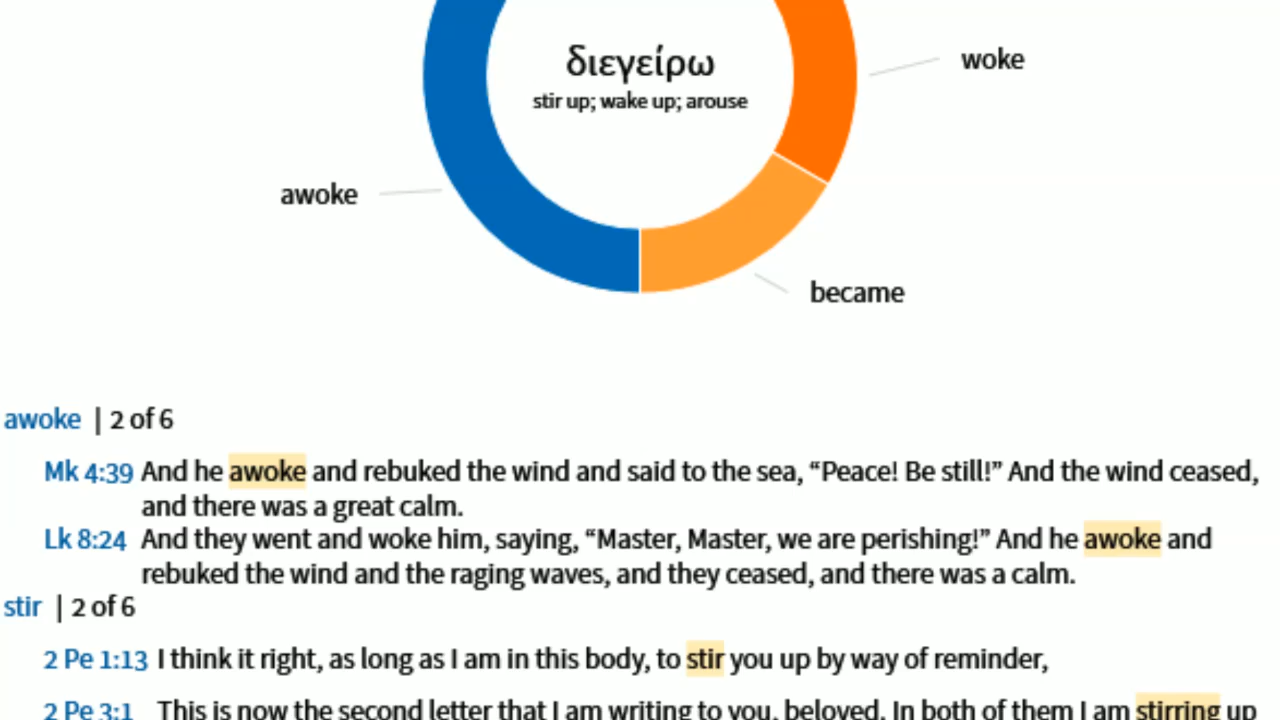 διεγείρω
stir up; wake up; arouse
woke
awoke
became
awoke | 2 of 6
Mk 4:39 And he awoke and rebuked the wind and said to the sea, “Peace! Be still!” And the wind ceased,
and there was a great calm.
Lk 8:24 And they went and woke him, saying, “Master, Master, we are perishing!” And he awoke and
rebuked the wind and the raging waves, and they ceased, and there was a calm.
stir | 2 of 6
2 Pe 1:13 I think it right, as long as I am in this body, to stir you up by way of reminder,
2 Pe 3:1 This is now the second letter that I am writing to you, beloved. In both of them I am stirring up